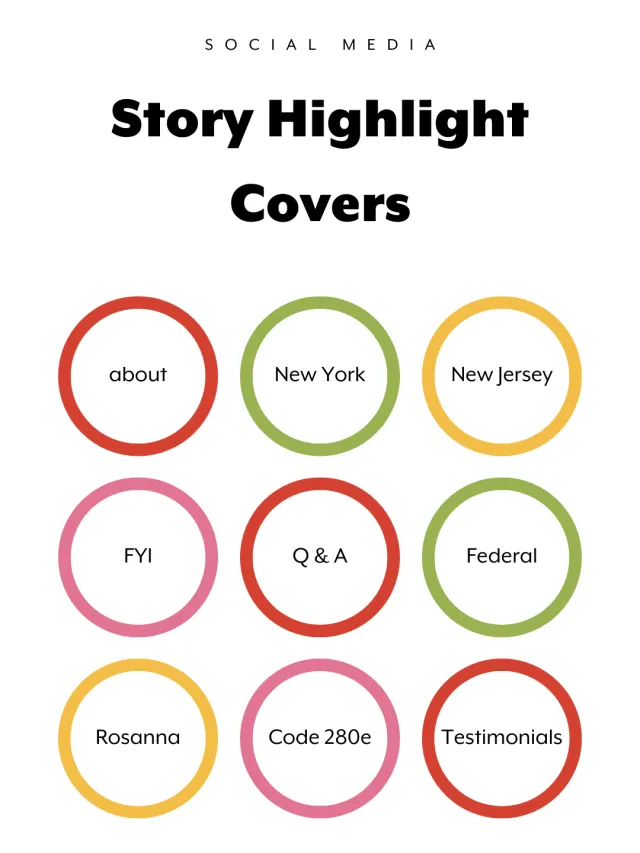 SOCIAL MEDIA
Story Highlight
Covers
about
New York
New Jersey
FYI
Q & A
Federal
Rosanna
Code 280e
Testimonials